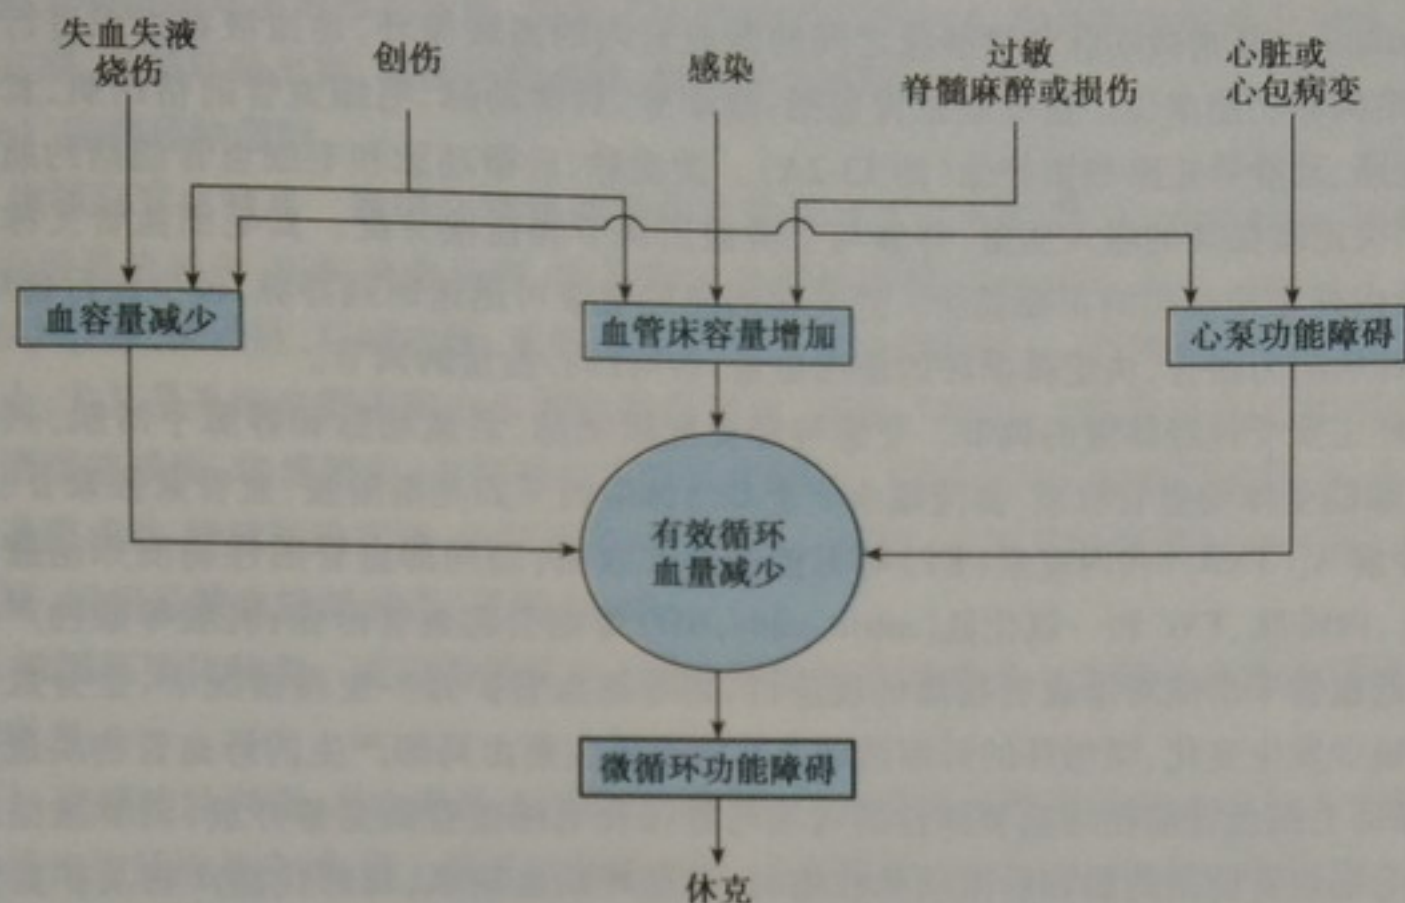 失血失液
烧伤
创伤
感染
过敏
脊髓麻醉或损伤
心脏或
心包病变
血容量减少
血管床容量增加
心泵功能障碍
有效循环
血量减少
微循环功能障碍
休克